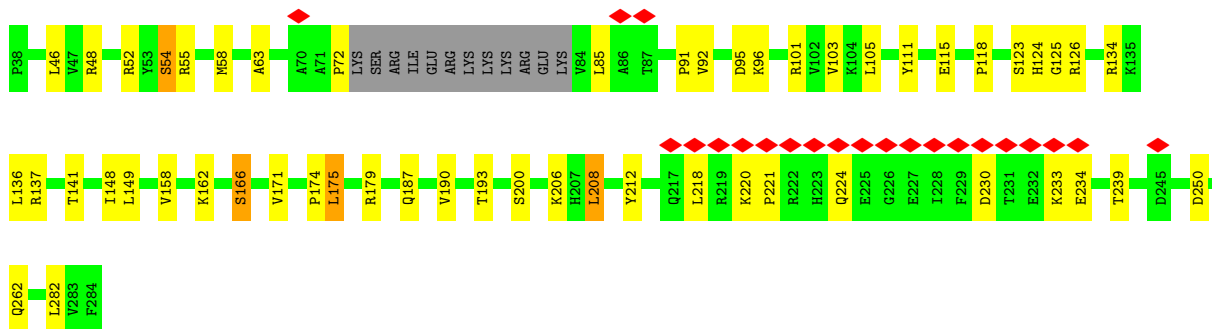 P38 L46 V47 R48 R52 Y53 S54 R55 M58 A63 A70 A71 P72 LYS SER ARG ILE GLU ARG LYS LYS LYS ARG GLU LYS V84 L85 A86 T87 P91 V92 D95 K96 R101 V102 V103 K104 L105 Y111 E115 P118 S123 H124 G125 R126 R134 K135
L136 R137 T141 I148 L149 V158 K162 S166 V171 P174 L175 R179 Q187 V190 T193 S200 K206 H207 L208 Y212 Q217 L218 R219 K220 P221 R222 H223 Q224 E225 G226 E227 I228 F229 D230 T231 E232 K233 E234 T239 D245 D250
Q262 L282 V283 F284